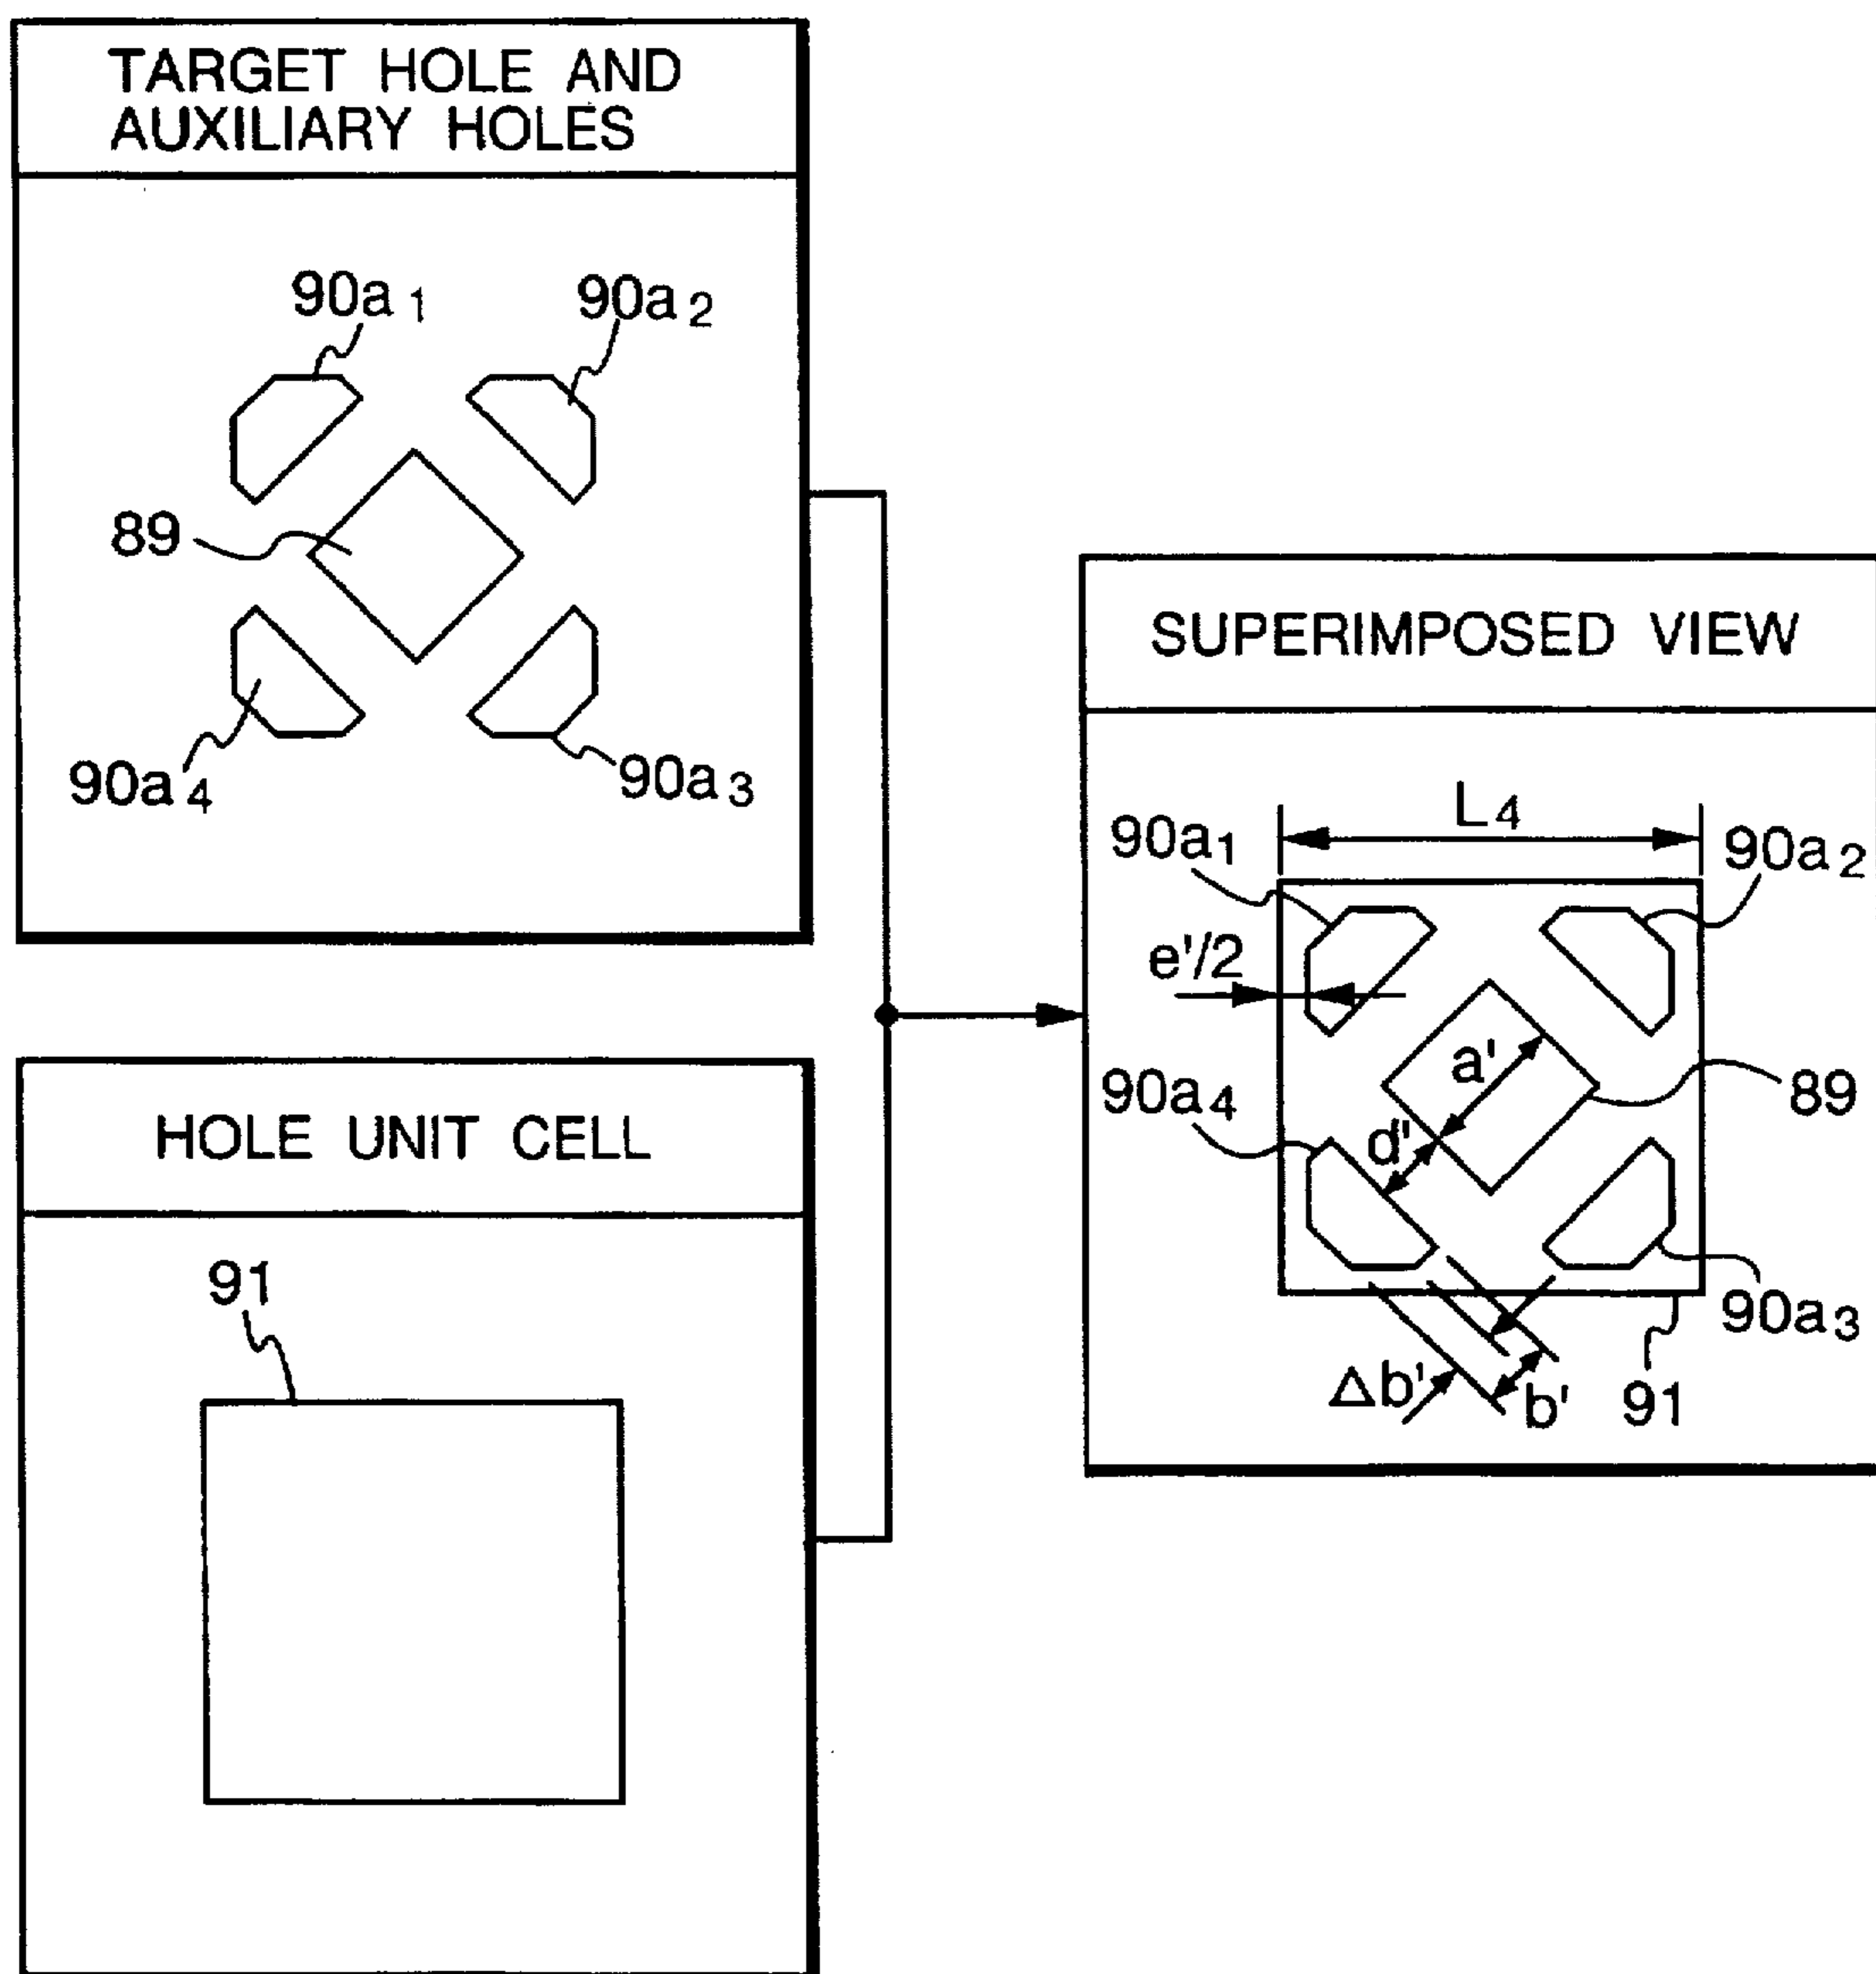 TARGET HOLE AND
AUXILIARY HOLES
90a1
90a2
89
90a4
90a3
HOLE UNIT CELL
91
SUPERIMPOSED VIEW
L4
90a1
90a2
e'/2
a'
90a4
d'
89
90a3
Δb'
b'
91